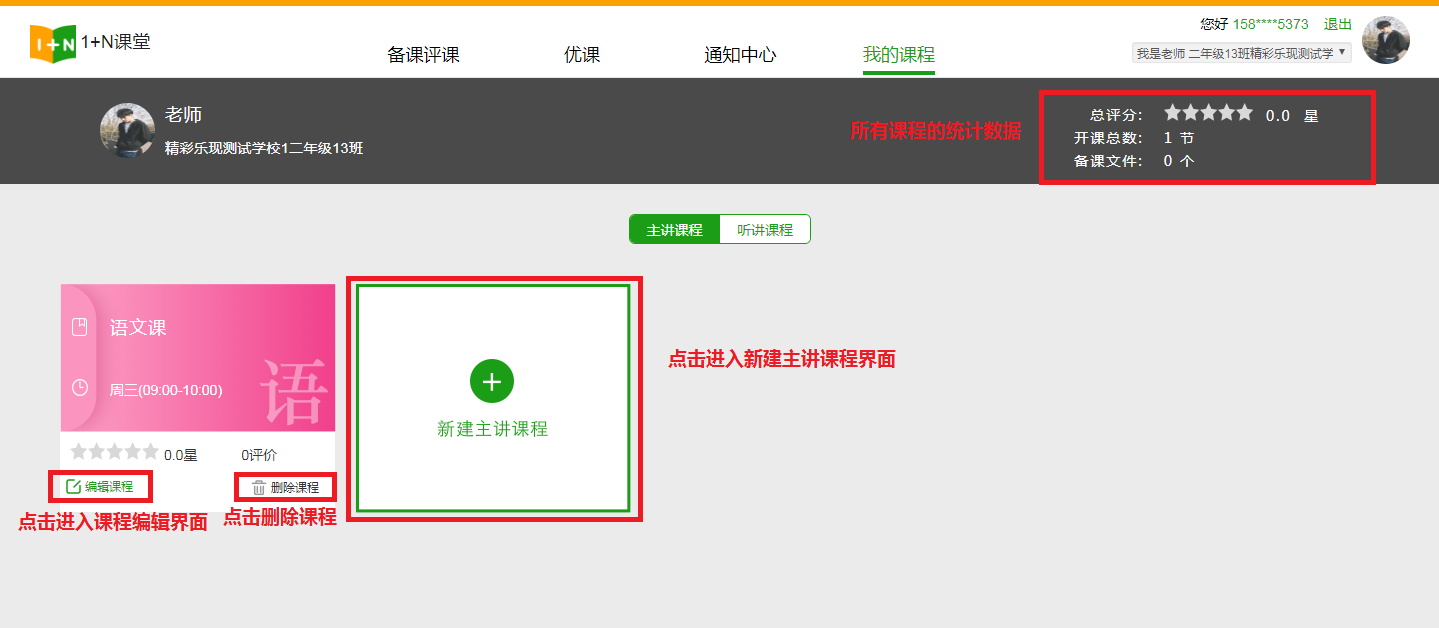 您好 158****5373 退出
1+N 1+N课堂
备课评课 优课 通知中心 我的课程
我是老师 二年级13班精彩乐现测试学
老师
精彩乐现测试学校1二年级13班
所有课程的统计数据
总评分： 0.0 星
开课总数： 1 节
备课文件： 0 个
主讲课程 听讲课程
语文课
周三(09:00-10:00)
语
0.0星 0评价
编辑课程 删除课程
点击进入课程编辑界面 点击删除课程
新建主讲课程
点击进入新建主讲课程界面